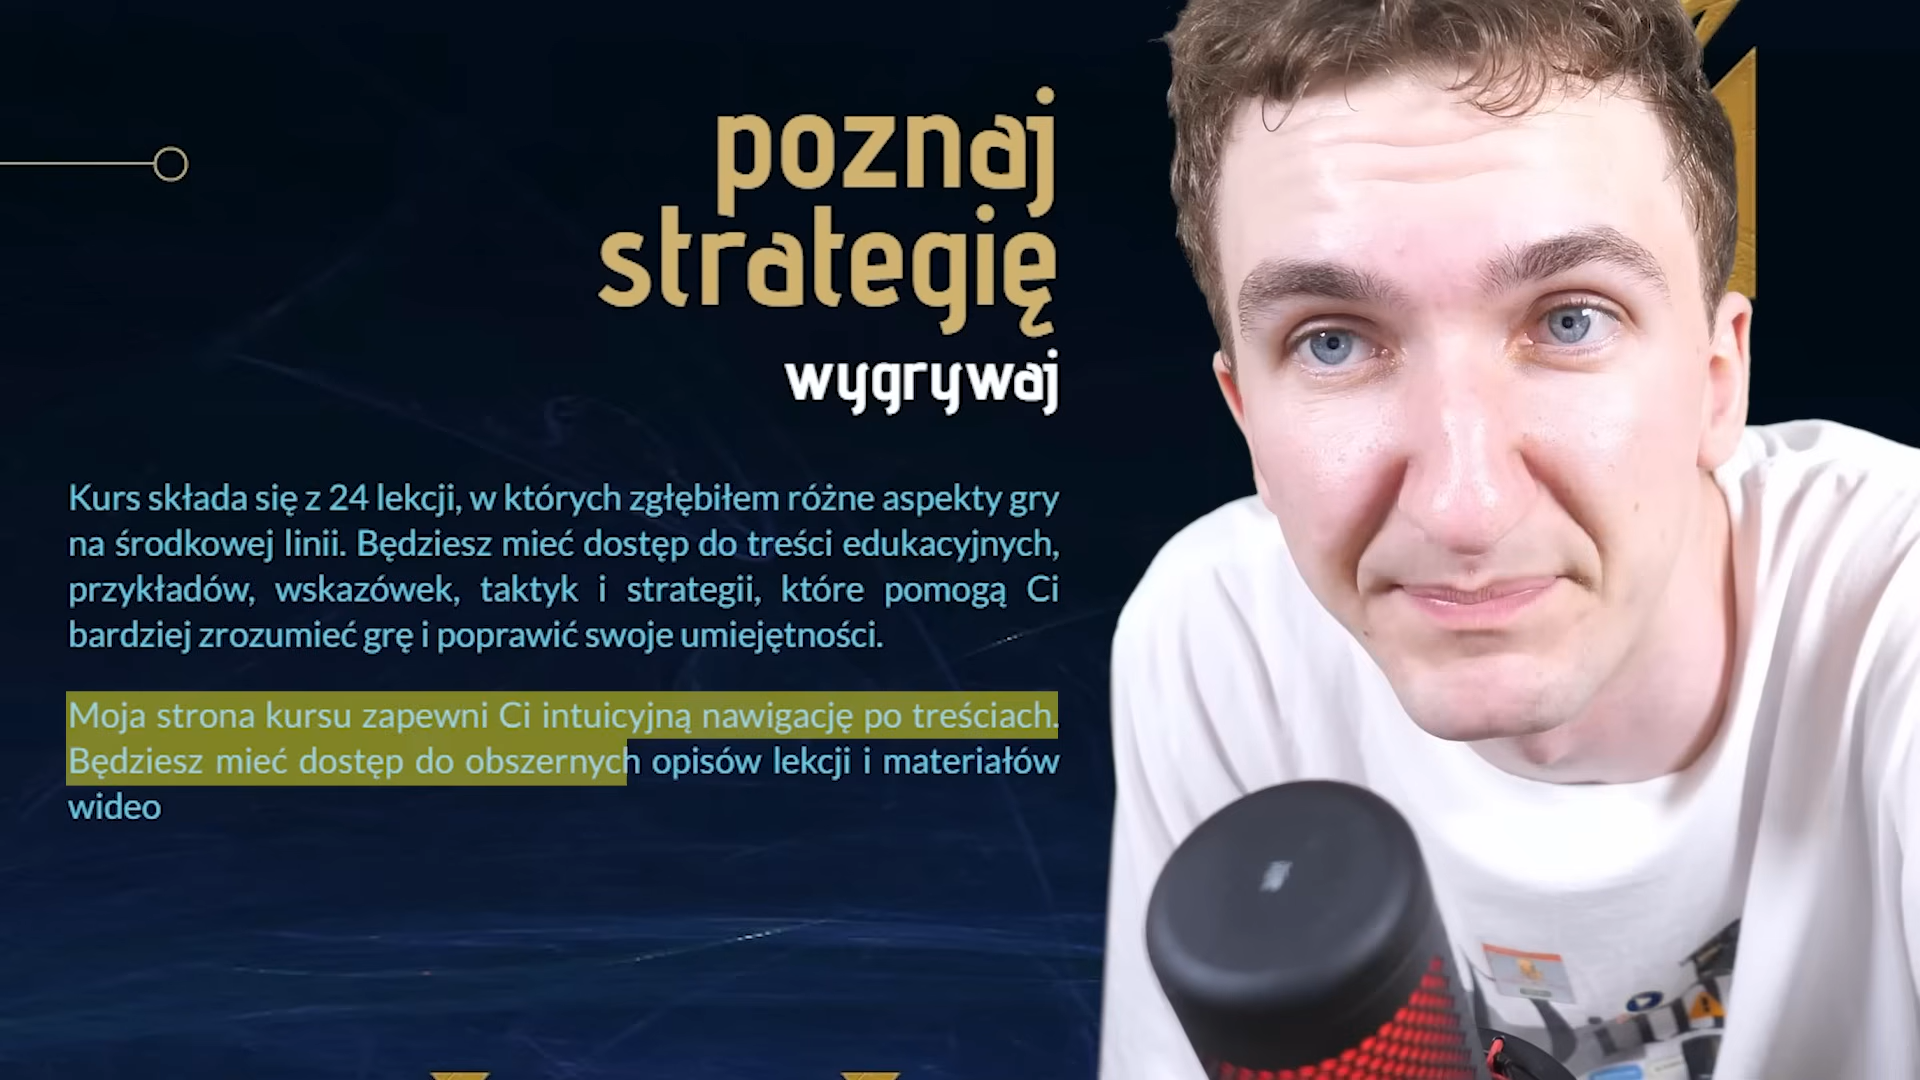 poznaj
strategię
wygrywaj
Kurs składa się z 24 lekcji, w których zgłębiłem różne aspekty gry
na środkowej linii. Będziesz mieć dostęp do treści edukacyjnych,
przykładów, wskazówek, taktyk i strategii, które pomogą Ci
bardziej zrozumieć grę i poprawić swoje umiejętności.
Moja strona kursu zapewni Ci intuicyjną nawigację po treściach.
Będziesz mieć dostęp do obszernych opisów lekcji i materiałów
wideo